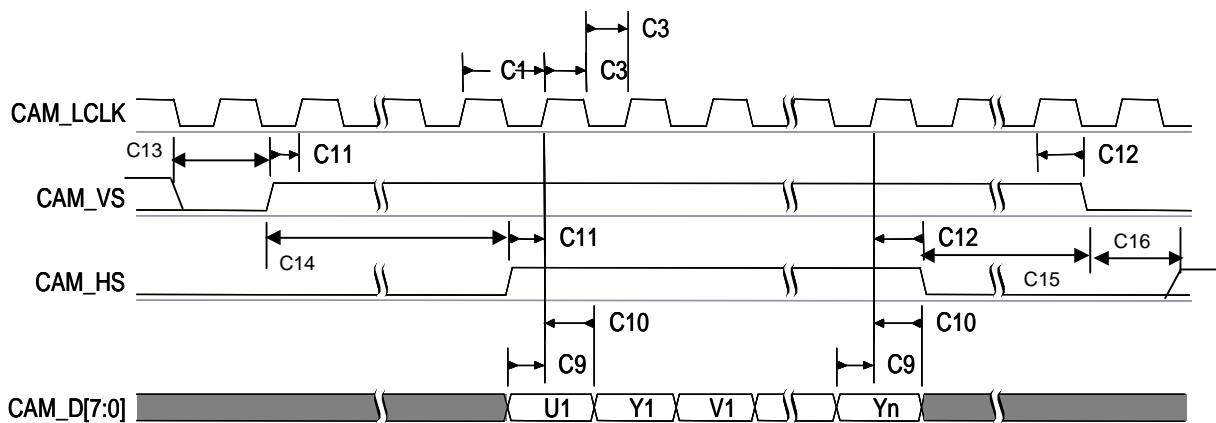 C3
C1 C3
CAM_LCLK
C13 C11 C12
CAM_VS
C11 C12 C16
C14 C15
CAM_HS
C10 C10
C9 C9
CAM_D[7:0] U1 Y1 V1 Yn